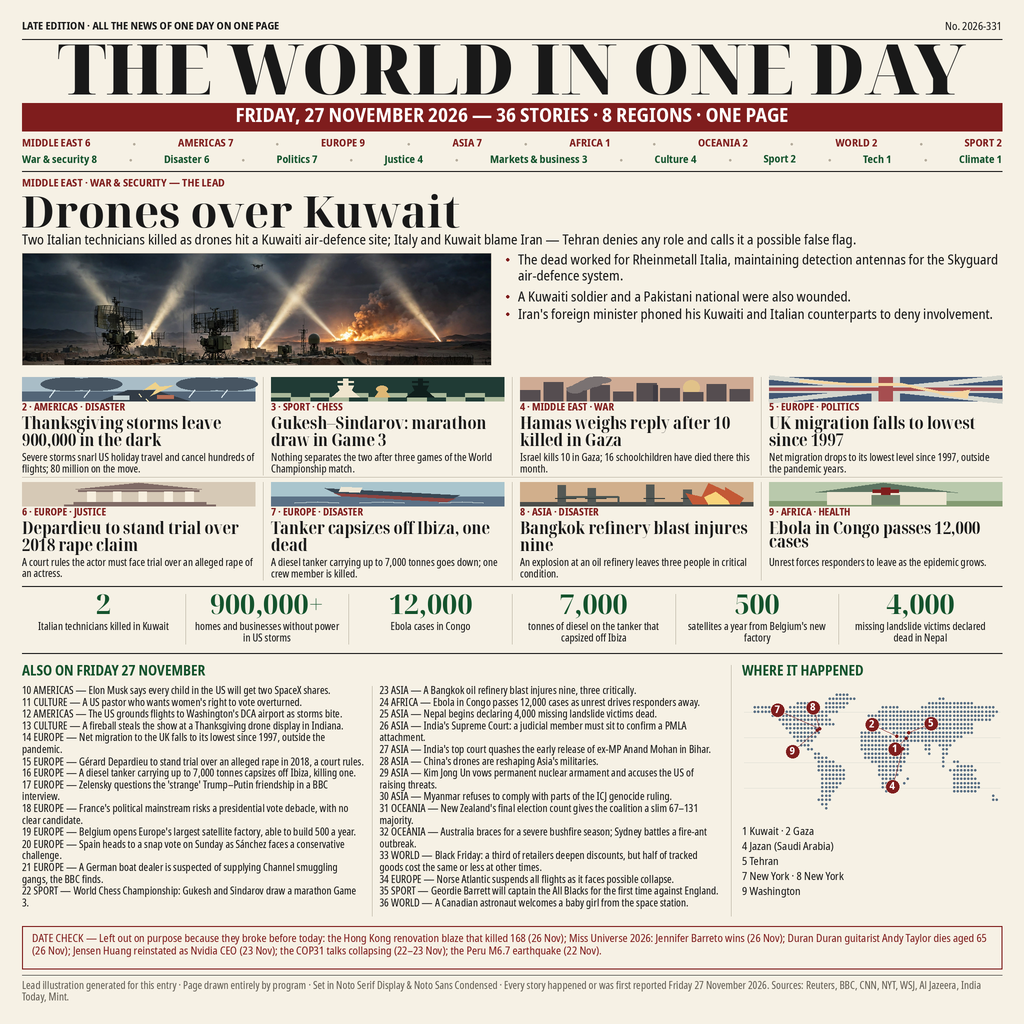 LATE EDITION · ALL THE NEWS OF ONE DAY ON ONE PAGE
No. 2026-331
THE WORLD IN ONE DAY
FRIDAY, 27 NOVEMBER 2026 — 36 STORIES · 8 REGIONS · ONE PAGE
MIDDLE EAST 6 · AMERICAS 7 · EUROPE 9 · ASIA 7 · AFRICA 1 · OCEANIA 2 · WORLD 2 · SPORT 2
War & security 8 · Disaster 6 · Politics 7 · Justice 4 · Markets & business 3 · Culture 4 · Sport 2 · Tech 1 · Climate 1
MIDDLE EAST · WAR & SECURITY — THE LEAD
Drones over Kuwait
Two Italian technicians killed as drones hit a Kuwaiti air-defence site; Italy and Kuwait blame Iran — Tehran denies any role and calls it a possible false flag.
• The dead worked for Rheinmetall Italia, maintaining detection antennas for the Skyguard
air-defence system.
• A Kuwaiti soldier and a Pakistani national were also wounded.
• Iran's foreign minister phoned his Kuwaiti and Italian counterparts to deny involvement.
2 · AMERICAS · DISASTER
Thanksgiving storms leave
900,000 in the dark
Severe storms snarl US holiday travel and cancel hundreds of
flights; 80 million on the move.
3 · SPORT · CHESS
Gukesh–Sindarov: marathon
draw in Game 3
Nothing separates the two after three games of the World
Championship match.
4 · MIDDLE EAST · WAR
Hamas weighs reply after 10
killed in Gaza
Israel kills 10 in Gaza; 16 schoolchildren have died there this
month.
5 · EUROPE · POLITICS
UK migration falls to lowest
since 1997
Net migration drops to its lowest level since 1997, outside
the pandemic years.
6 · EUROPE · JUSTICE
Depardieu to stand trial over
2018 rape claim
A court rules the actor must face trial over an alleged rape of
an actress.
7 · EUROPE · DISASTER
Tanker capsizes off Ibiza, one
dead
A diesel tanker carrying up to 7,000 tonnes goes down; one
crew member is killed.
8 · ASIA · DISASTER
Bangkok refinery blast injures
nine
An explosion at an oil refinery leaves three people in critical
condition.
9 · AFRICA · HEALTH
Ebola in Congo passes 12,000
cases
Unrest forces responders to leave as the epidemic grows.
2
Italian technicians killed in Kuwait
900,000+
homes and businesses without power
in US storms
12,000
Ebola cases in Congo
7,000
tonnes of diesel on the tanker that
capsized off Ibiza
500
satellites a year from Belgium's new
factory
4,000
missing landslide victims declared
dead in Nepal
ALSO ON FRIDAY 27 NOVEMBER
10 AMERICAS — Elon Musk says every child in the US will get two SpaceX shares.
11 CULTURE — A US pastor who wants women's right to vote overturned.
12 AMERICAS — The US grounds flights to Washington's DCA airport as storms bite.
13 CULTURE — A fireball steals the show at a Thanksgiving drone display in Indiana.
14 EUROPE — Net migration to the UK falls to its lowest since 1997, outside the
pandemic.
15 EUROPE — Gérard Depardieu to stand trial over an alleged rape in 2018, a court rules.
16 EUROPE — A diesel tanker carrying up to 7,000 tonnes capsizes off Ibiza, killing one.
17 EUROPE — Zelensky questions the 'strange' Trump–Putin friendship in a BBC
interview.
18 EUROPE — France's political mainstream risks a presidential vote debacle, with no
clear candidate.
19 EUROPE — Belgium opens Europe's largest satellite factory, able to build 500 a year.
20 EUROPE — Spain heads to a snap vote on Sunday as Sánchez faces a conservative
challenge.
21 EUROPE — A German boat dealer is suspected of supplying Channel smuggling
gangs, the BBC finds.
22 SPORT — World Chess Championship: Gukesh and Sindarov draw a marathon Game
3.
23 ASIA — A Bangkok oil refinery blast injures nine, three critically.
24 AFRICA — Ebola in Congo passes 12,000 cases as unrest drives responders away.
25 ASIA — Nepal begins declaring 4,000 missing landslide victims dead.
26 ASIA — India's Supreme Court: a judicial member must sit to confirm a PMLA
attachment.
27 ASIA — India's top court quashes the early release of ex-MP Anand Mohan in Bihar.
28 ASIA — China's drones are reshaping Asia's militaries.
29 ASIA — Kim Jong Un vows permanent nuclear armament and accuses the US of
raising threats.
30 ASIA — Myanmar refuses to comply with parts of the ICJ genocide ruling.
31 OCEANIA — New Zealand's final election count gives the coalition a slim 67–131
majority.
32 OCEANIA — Australia braces for a severe bushfire season; Sydney battles a fire-ant
outbreak.
33 WORLD — Black Friday: a third of retailers deepen discounts, but half of tracked
goods cost the same or less at other times.
34 EUROPE — Norse Atlantic suspends all flights as it faces possible collapse.
35 SPORT — Geordie Barrett will captain the All Blacks for the first time against England.
36 WORLD — A Canadian astronaut welcomes a baby girl from the space station.
WHERE IT HAPPENED
7
8
2
5
1
9
4
1 Kuwait · 2 Gaza
4 Jazan (Saudi Arabia)
5 Tehran
7 New York · 8 New York
9 Washington
DATE CHECK — Left out on purpose because they broke before today: the Hong Kong renovation blaze that killed 168 (26 Nov); Miss Universe 2026: Jennifer Barreto wins (26 Nov); Duran Duran guitarist Andy Taylor dies aged 65
(26 Nov); Jensen Huang reinstated as Nvidia CEO (23 Nov); the COP31 talks collapsing (22–23 Nov); the Peru M6.7 earthquake (22 Nov).
Lead illustration generated for this entry · Page drawn entirely by program · Set in Noto Serif Display & Noto Sans Condensed · Every story happened or was first reported Friday 27 November 2026. Sources: Reuters, BBC, CNN, NYT, WSJ, Al Jazeera, India
Today, Mint.